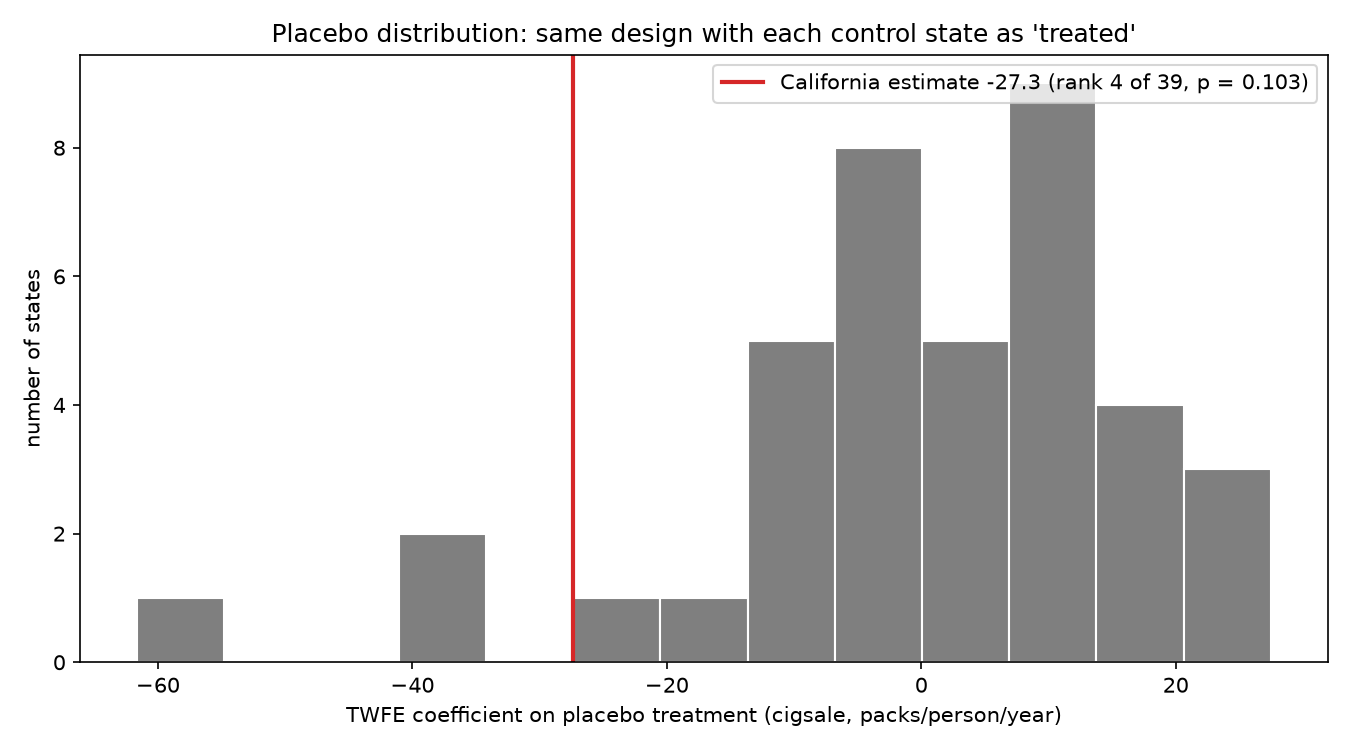 Placebo distribution: same design with each control state as 'treated'
California estimate -27.3 (rank 4 of 39, p = 0.103)
number of states
8
6
4
2
0
−60
−40
−20
0
20
TWFE coefficient on placebo treatment (cigsale, packs/person/year)